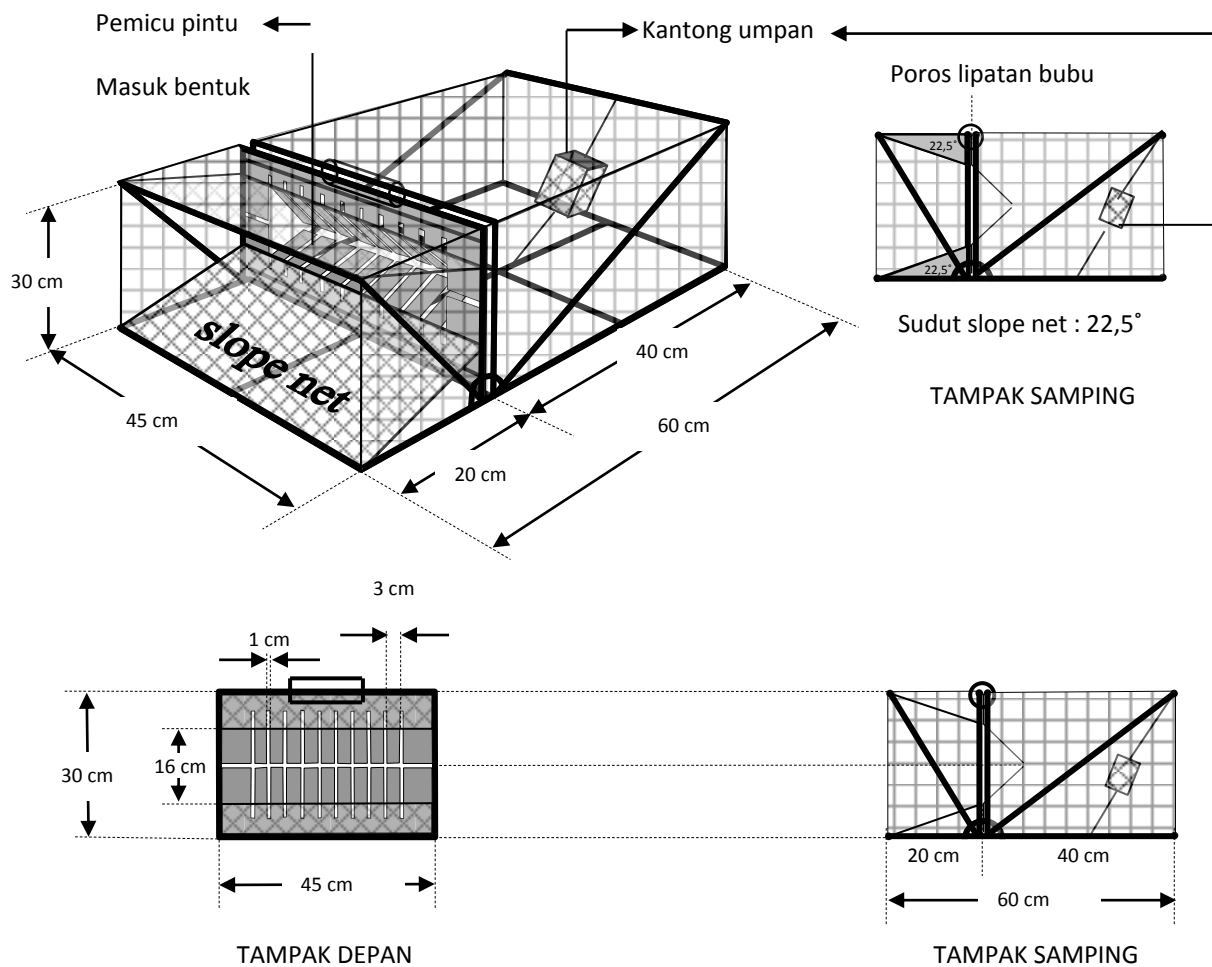 Pemicu pintu
Kantong umpan
Masuk bentuk
Poros lipatan bubu
22,5˚
22,5˚
30 cm
slope net
Sudut slope net : 22,5˚
40 cm
TAMPAK SAMPING
45 cm
60 cm
20 cm
3 cm
1 cm
30 cm
16 cm
20 cm
40 cm
45 cm
60 cm
TAMPAK DEPAN
TAMPAK SAMPING